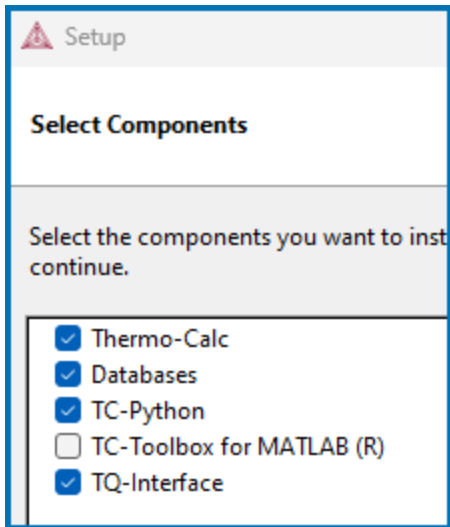 Setup
Select Components
Select the components you want to inst
continue.
Thermo-Calc
Databases
TC-Python
TC-Toolbox for MATLAB (R)
TQ-Interface